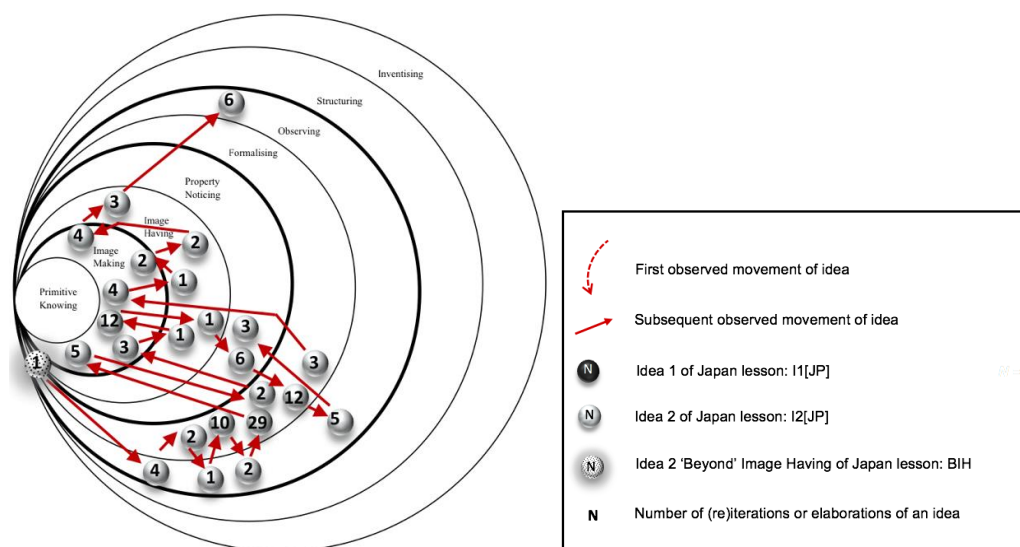 Inventising
Structuring
6
Observing
Formalising
Property
Noticing
3
Image
Having
4
2
Image
Making
2
1
Primitive
Knowing
4
12
1
3
3
1
5
6
3
1
2
12
5
10
29
2
4
1
2
First observed movement of idea
Subsequent observed movement of idea
N Idea 1 of Japan lesson: I1[JP]
N Idea 2 of Japan lesson: I2[JP]
N Idea 2 ‘Beyond’ Image Having of Japan lesson: BIH
N Number of (re)iterations or elaborations of an idea